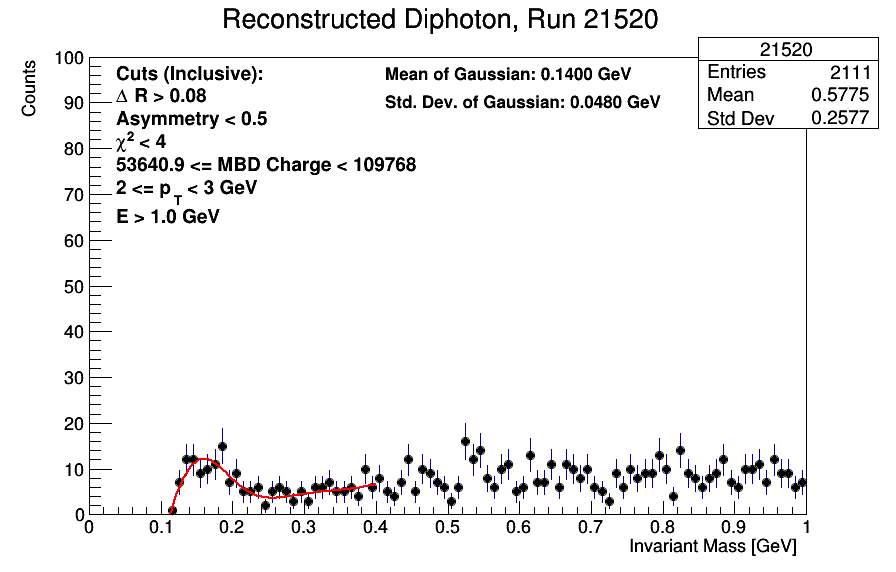 Reconstructed Diphoton, Run 21520
21520
Entries 2111
Mean 0.5775
Std Dev 0.2577
Cuts (Inclusive):
Δ R > 0.08
Asymmetry < 0.5
χ² < 4
53640.9 <= MBD Charge < 109768
2 <= p_T < 3 GeV
E > 1.0 GeV
Mean of Gaussian: 0.1400 GeV
Std. Dev. of Gaussian: 0.0480 GeV
Counts
100
90
80
70
60
50
40
30
20
10
0
0 0.1 0.2 0.3 0.4 0.5 0.6 0.7 0.8 0.9 1
Invariant Mass [GeV]